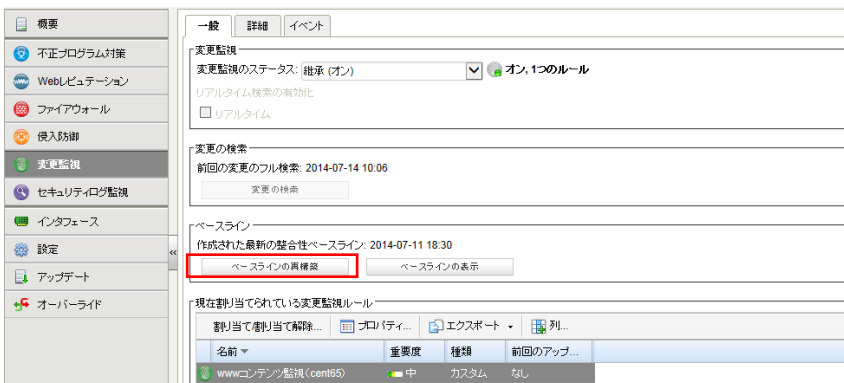 概要
不正プログラム対策
Webレピュテーション
ファイアウォール
侵入防御
変更監視
セキュリティログ監視
インタフェース
設定
アップデート
オーバーライド
«
一般 詳細 イベント
変更監視
変更監視のステータス: 継承 (オン) オン, 1つのルール
リアルタイム検索の有効化
リアルタイム
変更の検索
前回の変更のフル検索: 2014-07-14 10:06
変更の検索
ベースライン
作成された最新の整合性ベースライン: 2014-07-11 18:30
ベースラインの再構築 ベースラインの表示
現在割り当てられている変更監視ルール
割り当て/割り当て解除... プロパティ... エクスポート 列...
名前 重要度 種類 前回のアップ...
wwwコンテンツ監視(cent65) 中 カスタム なし